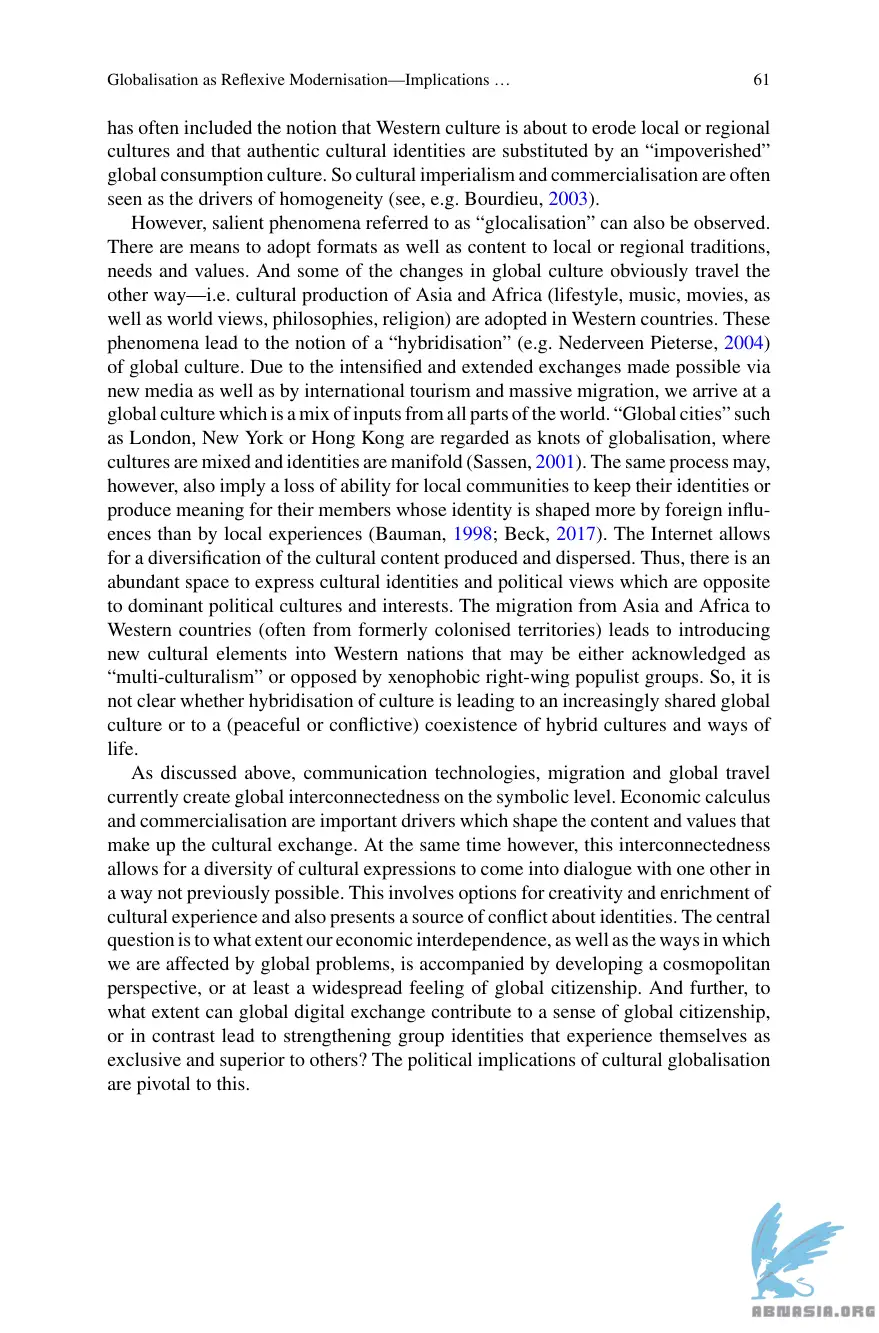 Globalisation as Reflexive Modernisation—Implications … 61
has often included the notion that Western culture is about to erode local or regional
cultures and that authentic cultural identities are substituted by an “impoverished”
global consumption culture. So cultural imperialism and commercialisation are often
seen as the drivers of homogeneity (see, e.g. Bourdieu, 2003).
However, salient phenomena referred to as “glocalisation” can also be observed.
There are means to adopt formats as well as content to local or regional traditions,
needs and values. And some of the changes in global culture obviously travel the
other way—i.e. cultural production of Asia and Africa (lifestyle, music, movies, as
well as world views, philosophies, religion) are adopted in Western countries. These
phenomena lead to the notion of a “hybridisation” (e.g. Nederveen Pieterse, 2004)
of global culture. Due to the intensified and extended exchanges made possible via
new media as well as by international tourism and massive migration, we arrive at a
global culture which is a mix of inputs from all parts of the world. “Global cities” such
as London, New York or Hong Kong are regarded as knots of globalisation, where
cultures are mixed and identities are manifold (Sassen, 2001). The same process may,
however, also imply a loss of ability for local communities to keep their identities or
produce meaning for their members whose identity is shaped more by foreign influ-
ences than by local experiences (Bauman, 1998; Beck, 2017). The Internet allows
for a diversification of the cultural content produced and dispersed. Thus, there is an
abundant space to express cultural identities and political views which are opposite
to dominant political cultures and interests. The migration from Asia and Africa to
Western countries (often from formerly colonised territories) leads to introducing
new cultural elements into Western nations that may be either acknowledged as
“multi-culturalism” or opposed by xenophobic right-wing populist groups. So, it is
not clear whether hybridisation of culture is leading to an increasingly shared global
culture or to a (peaceful or conflictive) coexistence of hybrid cultures and ways of
life.
As discussed above, communication technologies, migration and global travel
currently create global interconnectedness on the symbolic level. Economic calculus
and commercialisation are important drivers which shape the content and values that
make up the cultural exchange. At the same time however, this interconnectedness
allows for a diversity of cultural expressions to come into dialogue with one other in
a way not previously possible. This involves options for creativity and enrichment of
cultural experience and also presents a source of conflict about identities. The central
question is to what extent our economic interdependence, as well as the ways in which
we are affected by global problems, is accompanied by developing a cosmopolitan
perspective, or at least a widespread feeling of global citizenship. And further, to
what extent can global digital exchange contribute to a sense of global citizenship,
or in contrast lead to strengthening group identities that experience themselves as
exclusive and superior to others? The political implications of cultural globalisation
are pivotal to this.
ABNASIA.ORG